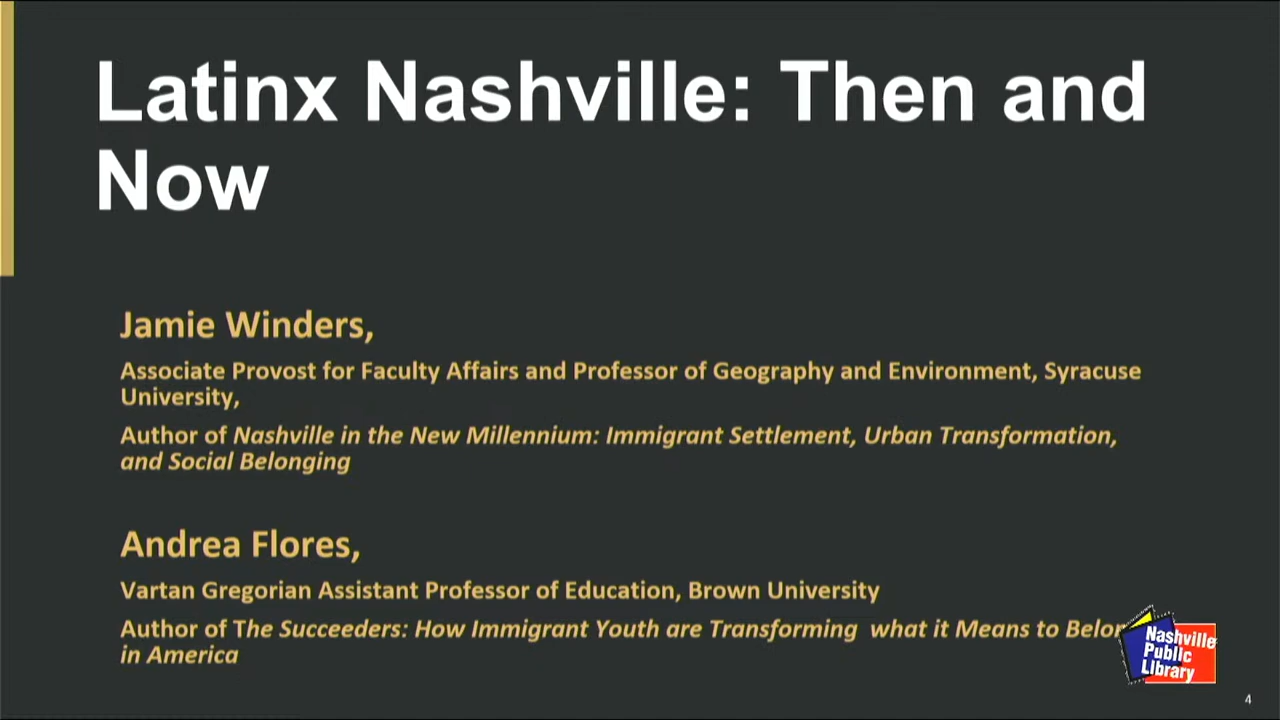 Latinx Nashville: Then and
Now
Jamie Winders,
Associate Provost for Faculty Affairs and Professor of Geography and Environment, Syracuse
University,
Author of Nashville in the New Millennium: Immigrant Settlement, Urban Transformation,
and Social Belonging
Andrea Flores,
Vartan Gregorian Assistant Professor of Education, Brown University
Author of The Succeeders: How Immigrant Youth are Transforming what it Means to
in America
Nashville
Public
Library
4